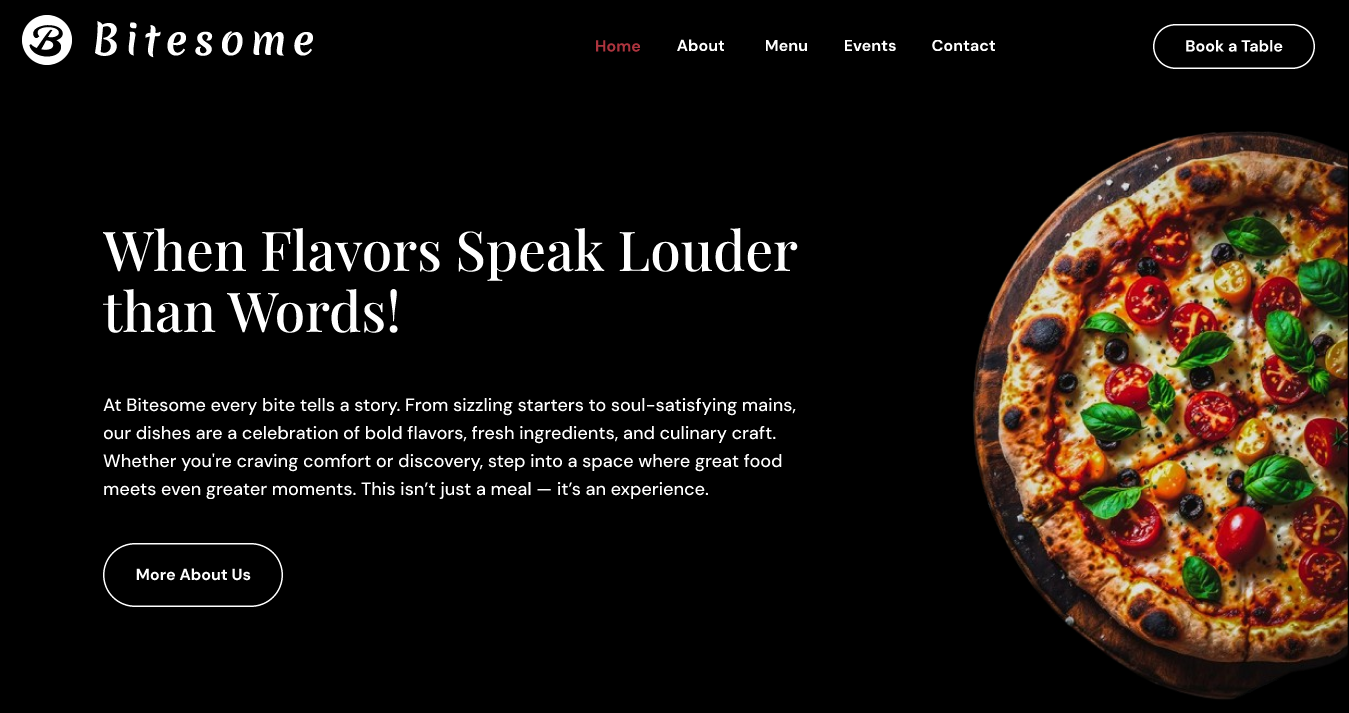 B Bitesome
Home About Menu Events Contact
Book a Table
When Flavors Speak Louder
than Words!
At Bitesome every bite tells a story. From sizzling starters to soul-satisfying mains,
our dishes are a celebration of bold flavors, fresh ingredients, and culinary craft.
Whether you're craving comfort or discovery, step into a space where great food
meets even greater moments. This isn’t just a meal — it’s an experience.
More About Us